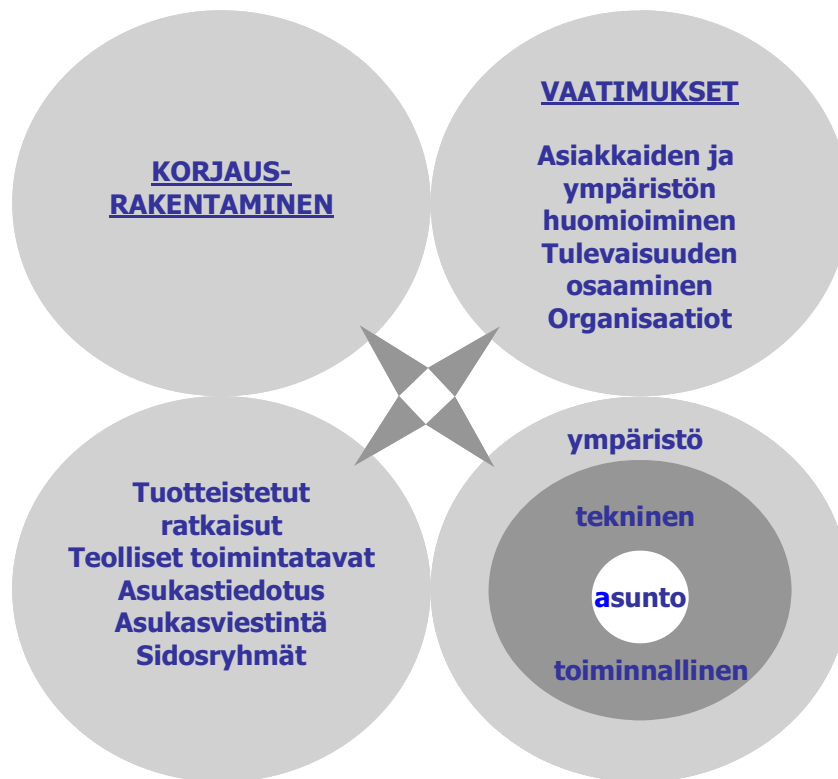 KORJAUS-
RAKENTAMINEN
VAATIMUKSET
Asiakkaiden ja
ympäristön
huomioiminen
Tulevaisuuden
osaaminen
Organisaatiot
Tuotteistetut
ratkaisut
Teolliset toimintatavat
Asukastiedotus
Asukasviestintä
Sidosryhmät
ympäristö
tekninen
asunto
toiminnallinen